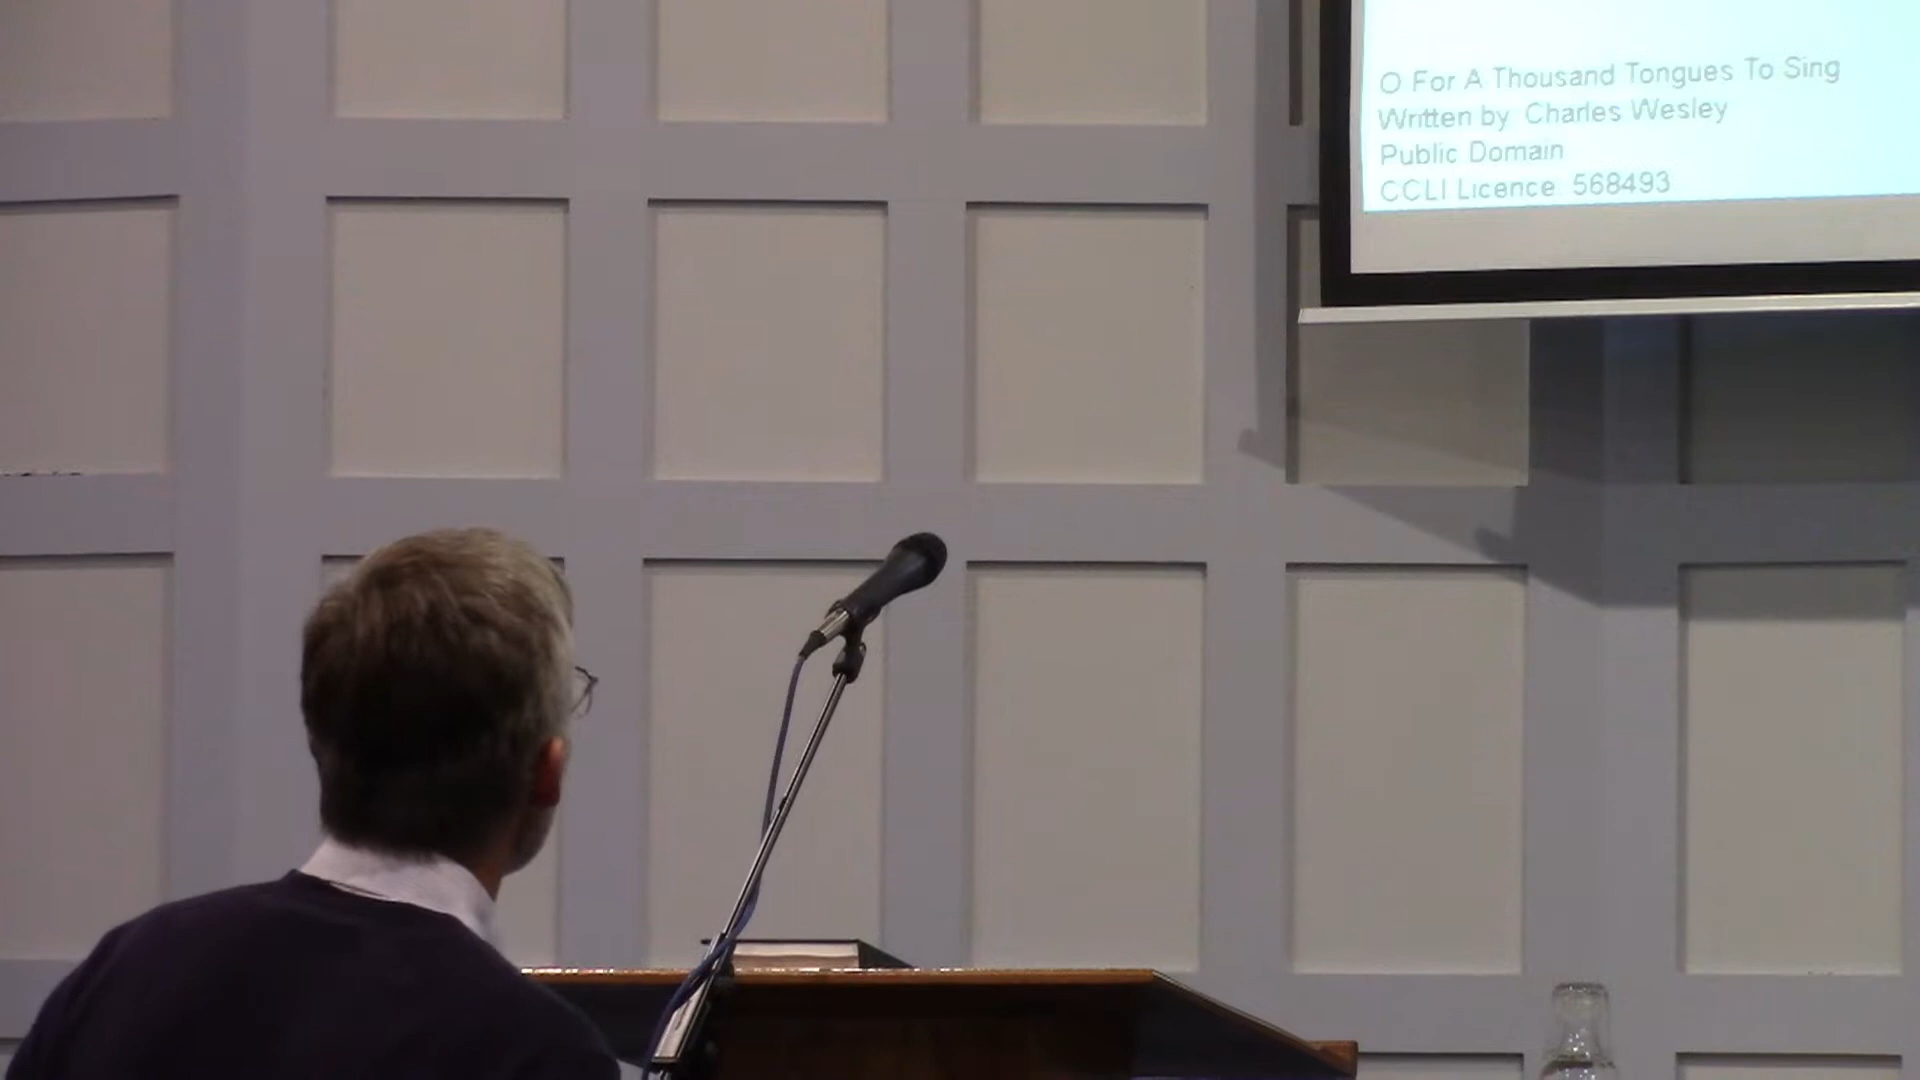 O For A Thousand Tongues To Sing
Written by: Charles Wesley
Public Domain
CCLI Licence: 568493